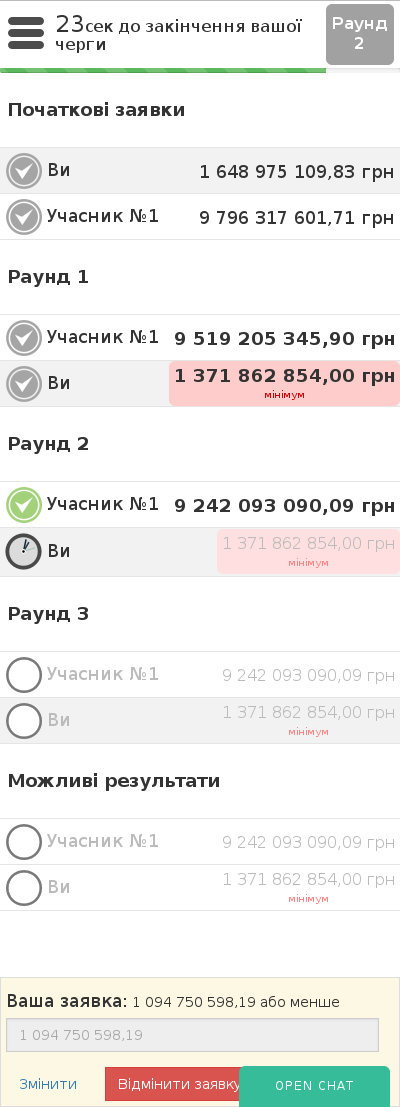 23сек до закінчення вашої
черги
Раунд
2
Початкові заявки
Ви 1 648 975 109,83 грн
Учасник №1 9 796 317 601,71 грн
Раунд 1
Учасник №1 9 519 205 345,90 грн
Ви 1 371 862 854,00 грн
мінімум
Раунд 2
Учасник №1 9 242 093 090,09 грн
Ви 1 371 862 854,00 грн
мінімум
Раунд 3
Учасник №1 9 242 093 090,09 грн
Ви 1 371 862 854,00 грн
мінімум
Можливі результати
Учасник №1 9 242 093 090,09 грн
Ви 1 371 862 854,00 грн
мінімум
Ваша заявка: 1 094 750 598,19 або менше
1 094 750 598,19
Змінити Відмінити заявку OPEN CHAT